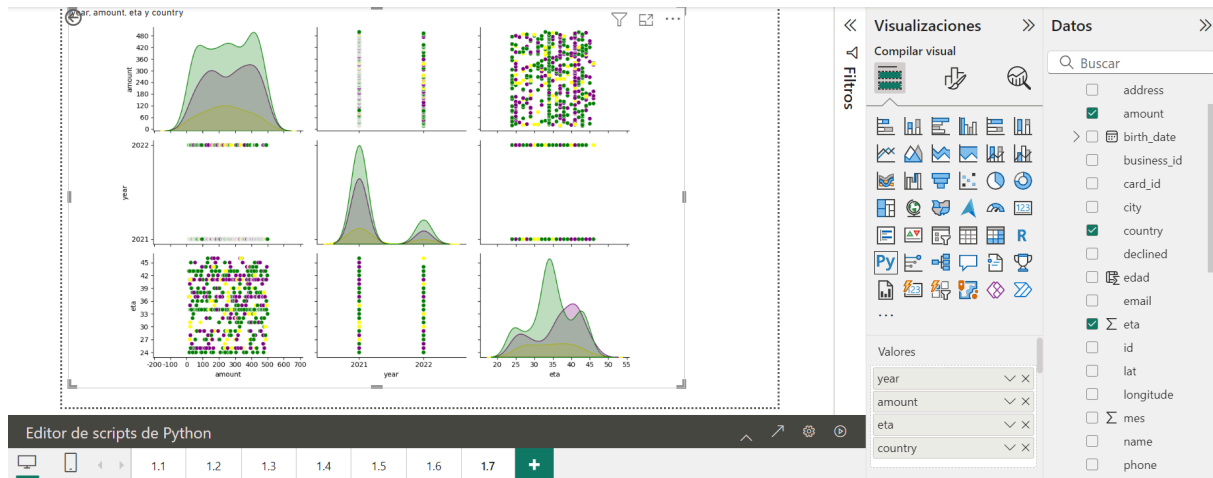 year, amount, eta y country
480
420
360
300
240
180
120
60
0
amount
2022
2021
year
45
42
39
36
33
30
27
24
eta
-200 -100 0 100 200 300 400 500 600 700
amount
2021 2022
year
20 25 30 35 40 45 50 55
eta
Editor de scripts de Python
1.1 1.2 1.3 1.4 1.5 1.6 1.7 +
Filtros
Visualizaciones
Compilar visual
123
R
Py
123
...
Valores
year
amount
eta
country
Datos
Buscar
address
amount
birth_date
business_id
card_id
city
country
declined
edad
email
eta
id
lat
longitude
mes
name
phone